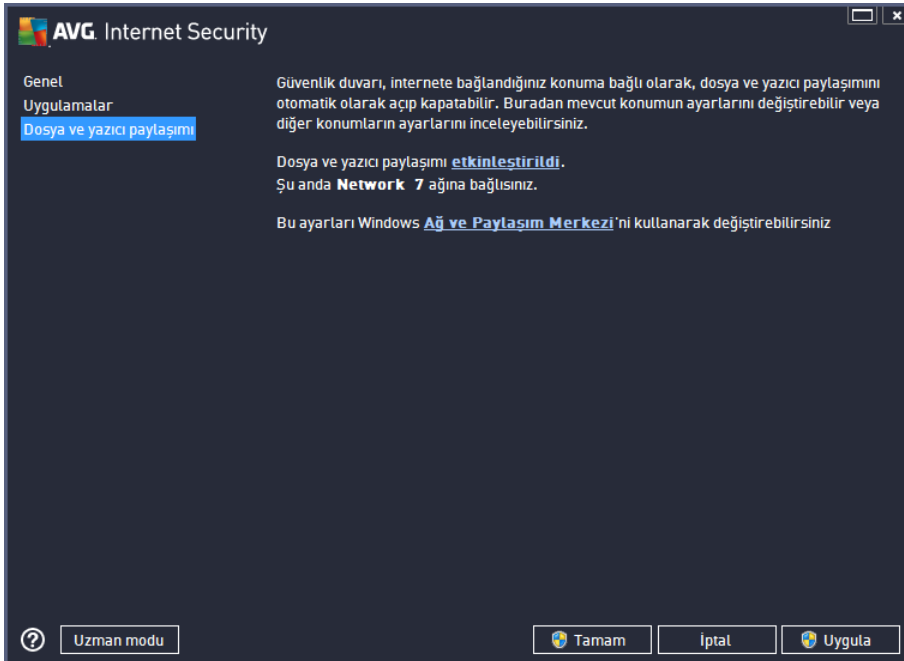 AVG. Internet Security
Genel
Uygulamalar
Dosya ve yazıcı paylaşımı
Güvenlik duvarı, internete bağlandığınız konuma bağlı olarak, dosya ve yazıcı paylaşımını
otomatik olarak açıp kapatabilir. Buradan mevcut konumun ayarlarını değiştirebilir veya
diğer konumların ayarlarını inceleyebilirsiniz.
Dosya ve yazıcı paylaşımı etkinleştirildi.
Şu anda Network 7 ağına bağlısınız.
Bu ayarları Windows Ağ ve Paylaşım Merkezi'ni kullanarak değiştirebilirsiniz
? Uzman modu Tamam İptal Uygula